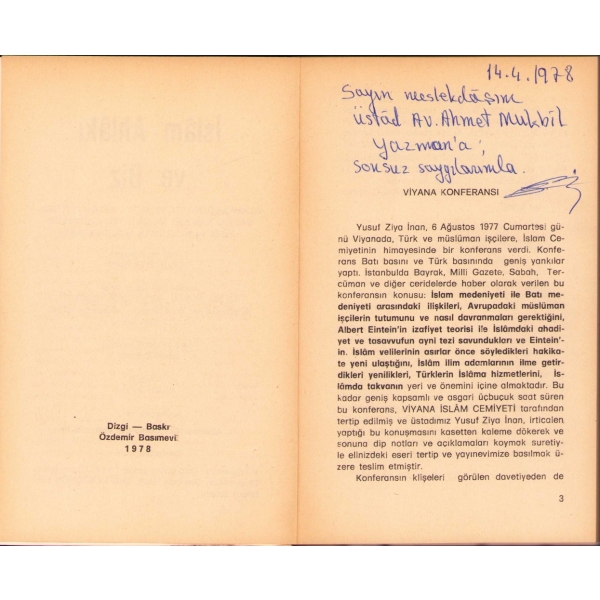 Dizgi — Baskı
Özdemir Basımevi
1978
14.4.1978
Sayın meslekdâşım
üstâd Av. Ahmet Mukbil
Yazman'a;
sonsuz saygılarımla.
VİYANA KONFERANSI
Yusuf Ziya İnan, 6 Ağustos 1977 Cumartesi gü-
nü Viyanada, Türk ve müslüman işçilere, İslam Ce-
miyetinin himayesinde bir konferans verdi. Konfe-
rans Batı basını ve Türk basınında geniş yankılar
yaptı. İstanbulda Bayrak, Milli Gazete, Sabah, Ter-
cüman ve diğer ceridelerde haber olarak verilen bu
konferansın konusu: İslam medeniyeti ile Batı me-
deniyeti arasındaki ilişkileri, Avrupadaki müslüman
işçilerin tutumunu ve nasıl davranmaları gerektiğini,
Albert Eintein'in izafiyet teorisi ile İslâmdaki ahadi-
yet ve tasavvufun ayni tezi savundukları ve Eintein'-
in. İslâm velilerinin asırlar önce söyledikleri hakika-
te yeni ulaştığını, İslâm ilim adamlarının ilme getir-
dikleri yenilikleri, Türklerin İslâma hizmetlerini, İs-
lâmda takvanın yeri ve önemini içine almaktadır. Bu
kadar geniş kapsamlı ve asgari üçbuçuk saat süren
bu konferans, VİYANA İSLÂM CEMİYETİ tarafından
tertip edilmiş ve üstadımız Yusuf Ziya İnan, irticalen
yaptığı bu konuşmasını kasetten kaleme dökerek ve
sonuna dip notları ve açıklamaları koymak suretiy-
le elinizdeki eseri tertip ve yayınevimize basılmak ü-
zere teslim etmiştir.
Konferansın klişeleri görülen davetiyeden de
3